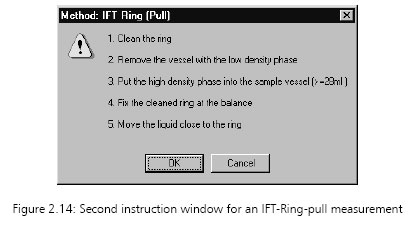 Method: IFT Ring (Pull)
1. Clean the ring
2. Remove the vessel with the low density phase
3. Put the high density phase into the sample vessel (>=28ml )
4. Fix the cleaned ring at the balance
5. Move the liquid close to the ring
OK Cancel
Figure 2.14: Second instruction window for an IFT-Ring-pull measurement